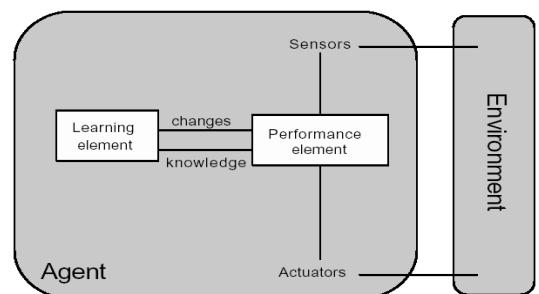 Sensors
changes
Learning
element
Performance
element
knowledge
Environment
Agent
Actuators